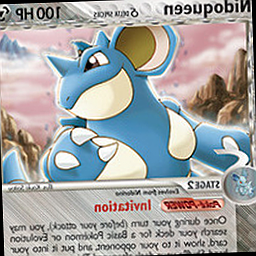 Nidoqueen δ DELTA SPECIES 100 HP
STAGE 2
Evolves from Nidorina
Poké-POWER Invitation
Once during your turn (before your attack), you may
search your deck for a Basic Pokémon or Evolution
card, show it to your opponent, and put it into your